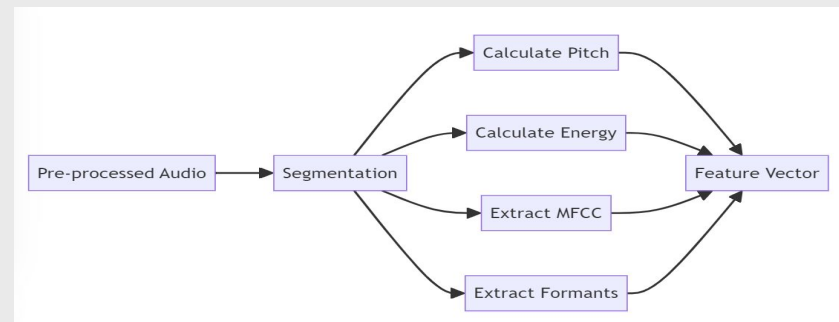 Calculate Pitch
Calculate Energy
Pre-processed Audio
Segmentation
Feature Vector
Extract MFCC
Extract Formants